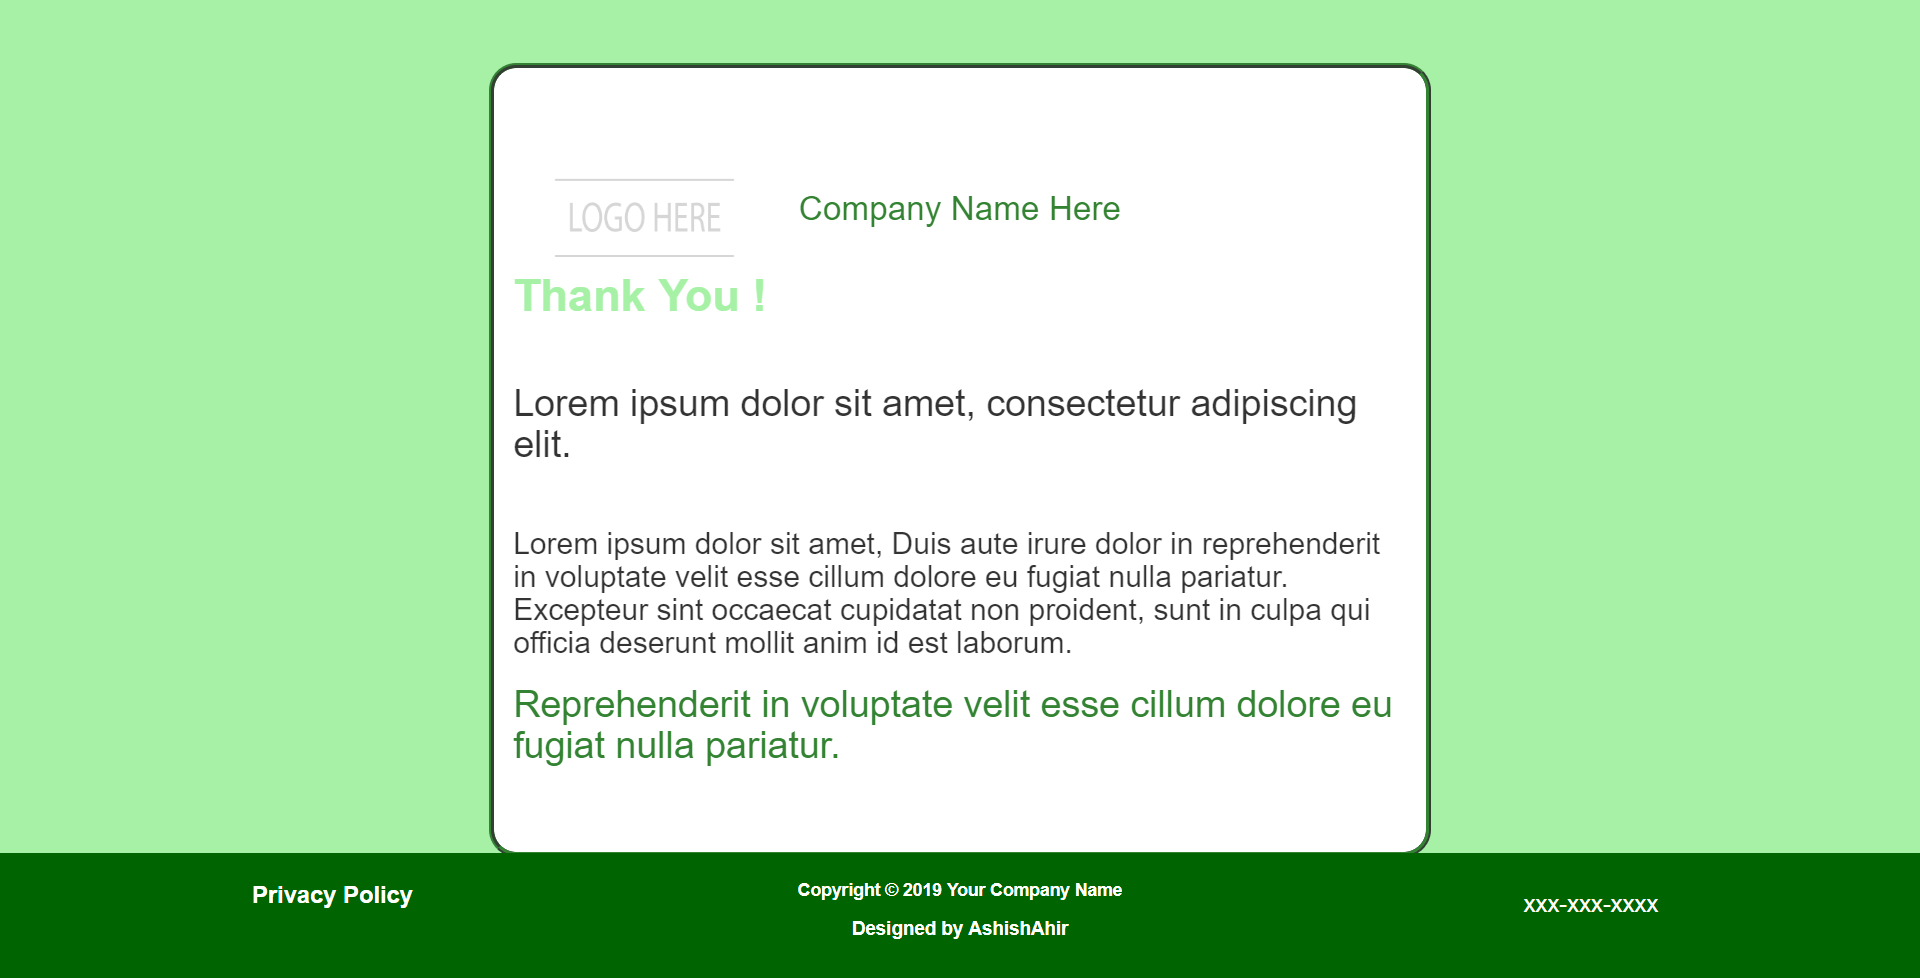 LOGO HERE
Company Name Here
Thank You !
Lorem ipsum dolor sit amet, consectetur adipiscing
elit.
Lorem ipsum dolor sit amet, Duis aute irure dolor in reprehenderit
in voluptate velit esse cillum dolore eu fugiat nulla pariatur.
Excepteur sint occaecat cupidatat non proident, sunt in culpa qui
officia deserunt mollit anim id est laborum.
Reprehenderit in voluptate velit esse cillum dolore eu
fugiat nulla pariatur.
Privacy Policy
Copyright © 2019 Your Company Name
Designed by AshishAhir
xxx-xxx-xxxx